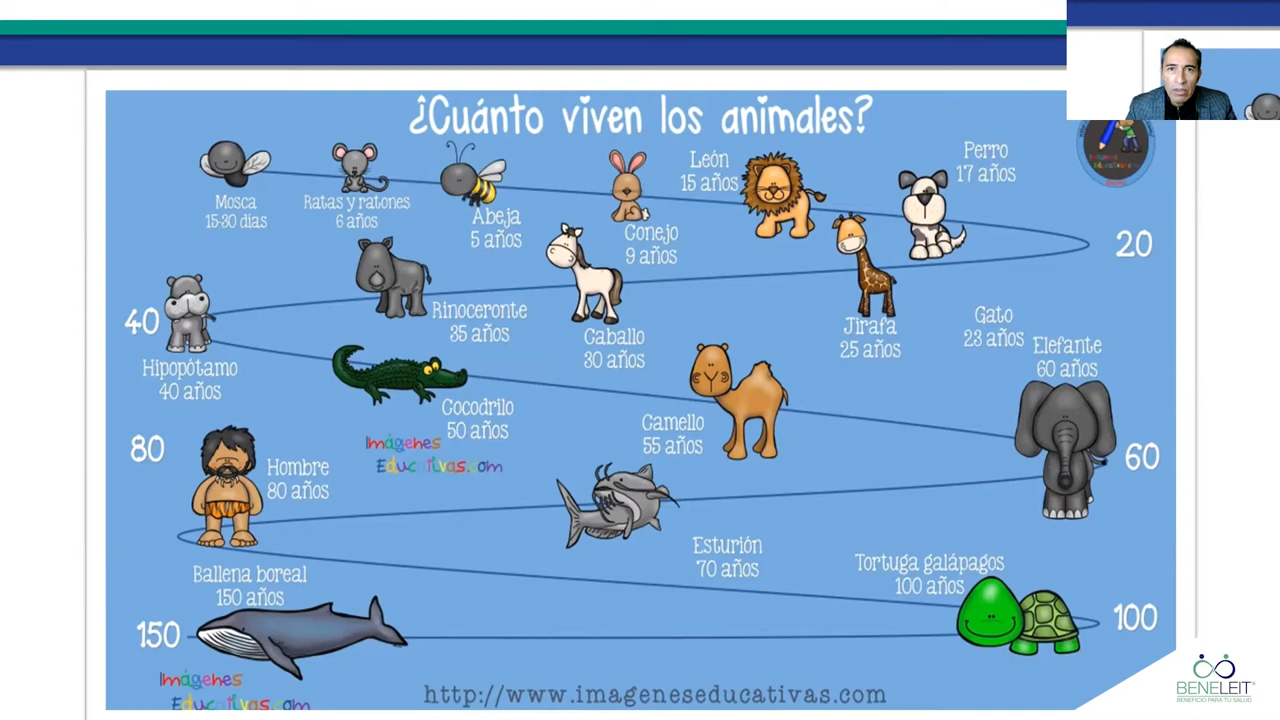 ¿Cuánto viven los animales?
Mosca
15-30 días
Ratas y ratones
6 años
Abeja
5 años
Conejo
9 años
León
15 años
Perro
17 años
20
Gato
23 años
Jirafa
25 años
Caballo
30 años
Rinoceronte
35 años
40
Hipopótamo
40 años
Cocodrilo
50 años
Camello
55 años
Elefante
60 años
60
Imágenes
Educativas.com
Esturión
70 años
80
Hombre
80 años
Tortuga galápagos
100 años
100
Ballena boreal
150 años
150
Imágenes
Educativas.com
http://www.imageneseducativas.com
BENELEIT
BENEFICIO PARA TU SALUD